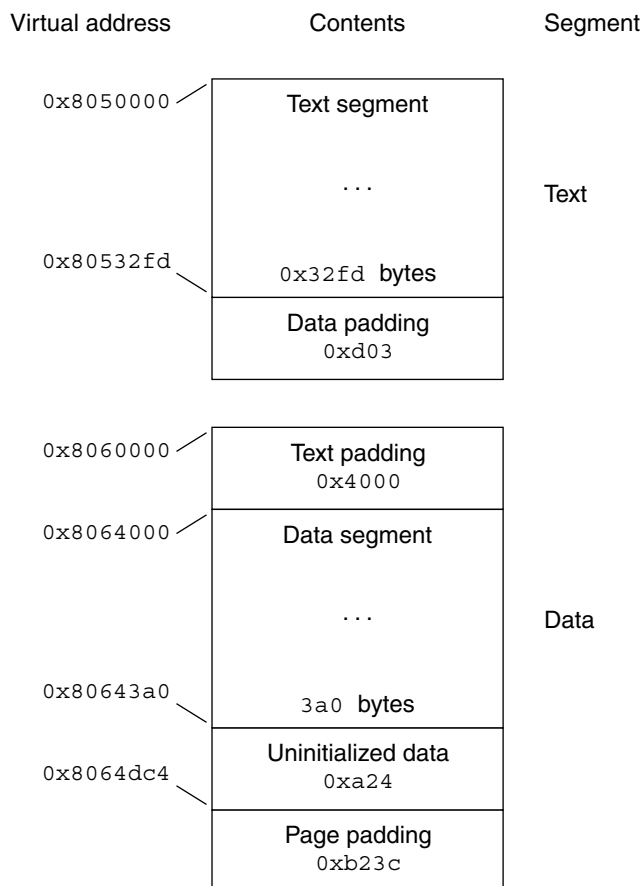 Virtual address Contents Segment
0x8050000
Text segment
...
Text
0x80532fd
0x32fd bytes
Data padding
0xd03
0x8060000
Text padding
0x4000
0x8064000
Data segment
...
Data
0x80643a0
3a0 bytes
Uninitialized data
0x8064dc4
0xa24
Page padding
0xb23c